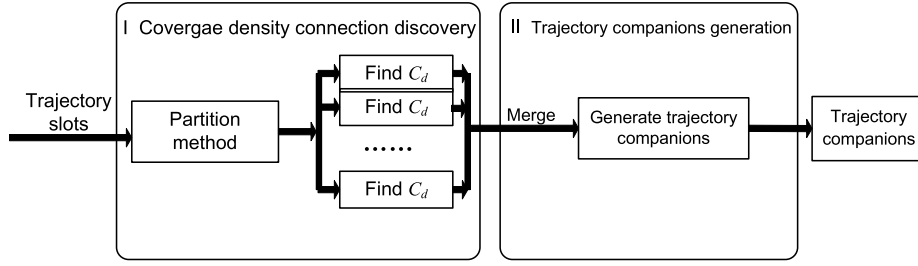 I Covergae density connection discovery
II Trajectory companions generation
Trajectory
slots
Partition
method
Find C_d
Find C_d
......
Find C_d
Merge
Generate trajectory
companions
Trajectory
companions